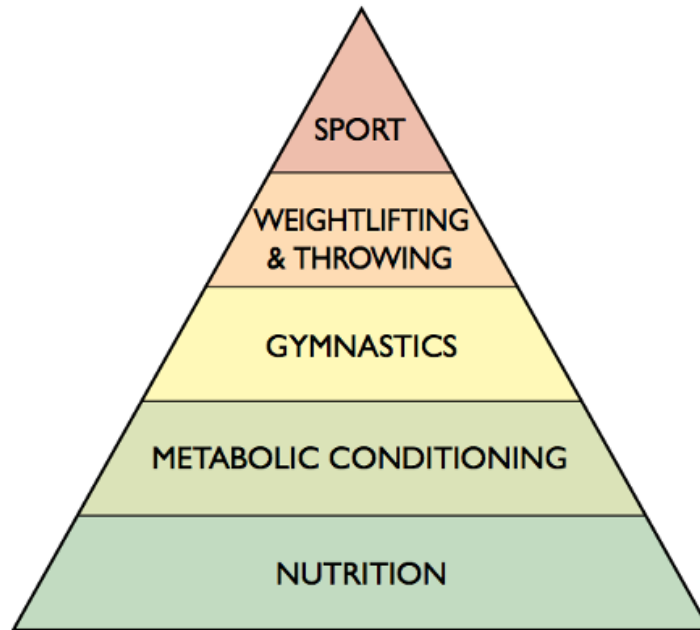 SPORT
WEIGHTLIFTING
& THROWING
GYMNASTICS
METABOLIC CONDITIONING
NUTRITION